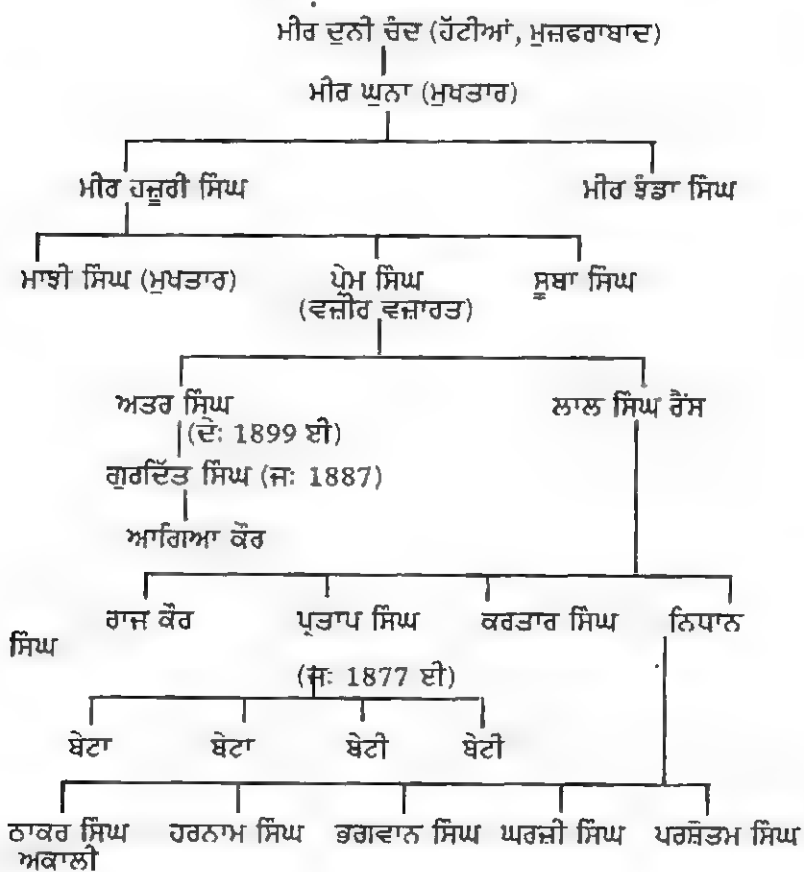 ਮੀਰ ਦੁਨੀ ਚੰਦ (ਹੱਟੀਆਂ, ਮੁਜ਼ਫਰਾਬਾਦ)
ਮੀਰ ਘੁਨਾ (ਮੁਖਤਾਰ)
ਮੀਰ ਹਜ਼ੂਰੀ ਸਿੰਘ ਮੀਰ ਝੰਡਾ ਸਿੰਘ
ਮਾਝੀ ਸਿੰਘ (ਮੁਖਤਾਰ) ਪ੍ਰੇਮ ਸਿੰਘ ਸੂਬਾ ਸਿੰਘ
(ਵਜ਼ੀਰ ਵਜ਼ਾਰਤ)
ਅਤਰ ਸਿੰਘ ਲਾਲ ਸਿੰਘ ਰੈਂਸ
(ਦੇ: 1899 ਈ)
ਗੁਰਦਿੱਤ ਸਿੰਘ (ਜ: 1887)
ਆਗਿਆ ਕੌਰ
ਰਾਜ ਕੌਰ ਪ੍ਰਤਾਪ ਸਿੰਘ ਕਰਤਾਰ ਸਿੰਘ ਨਿਧਾਨ
ਸਿੰਘ
(ਜ: 1877 ਈ)
ਬੇਟਾ ਬੇਟਾ ਬੇਟੀ ਬੇਟੀ
ਠਾਕਰ ਸਿੰਘ ਹਰਨਾਮ ਸਿੰਘ ਭਗਵਾਨ ਸਿੰਘ ਘਰਜ਼ੀ ਸਿੰਘ ਪਰਸ਼ੋਤਮ ਸਿੰਘ
ਅਕਾਲੀ